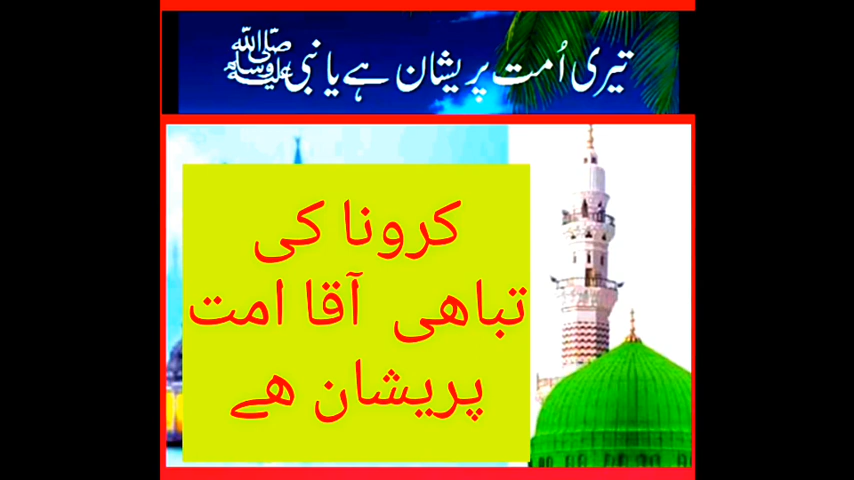 تیری اُمت پریشان ہے یا نبی ﷺ
کرونا کی
تباھی آقا امت
پریشان ھے